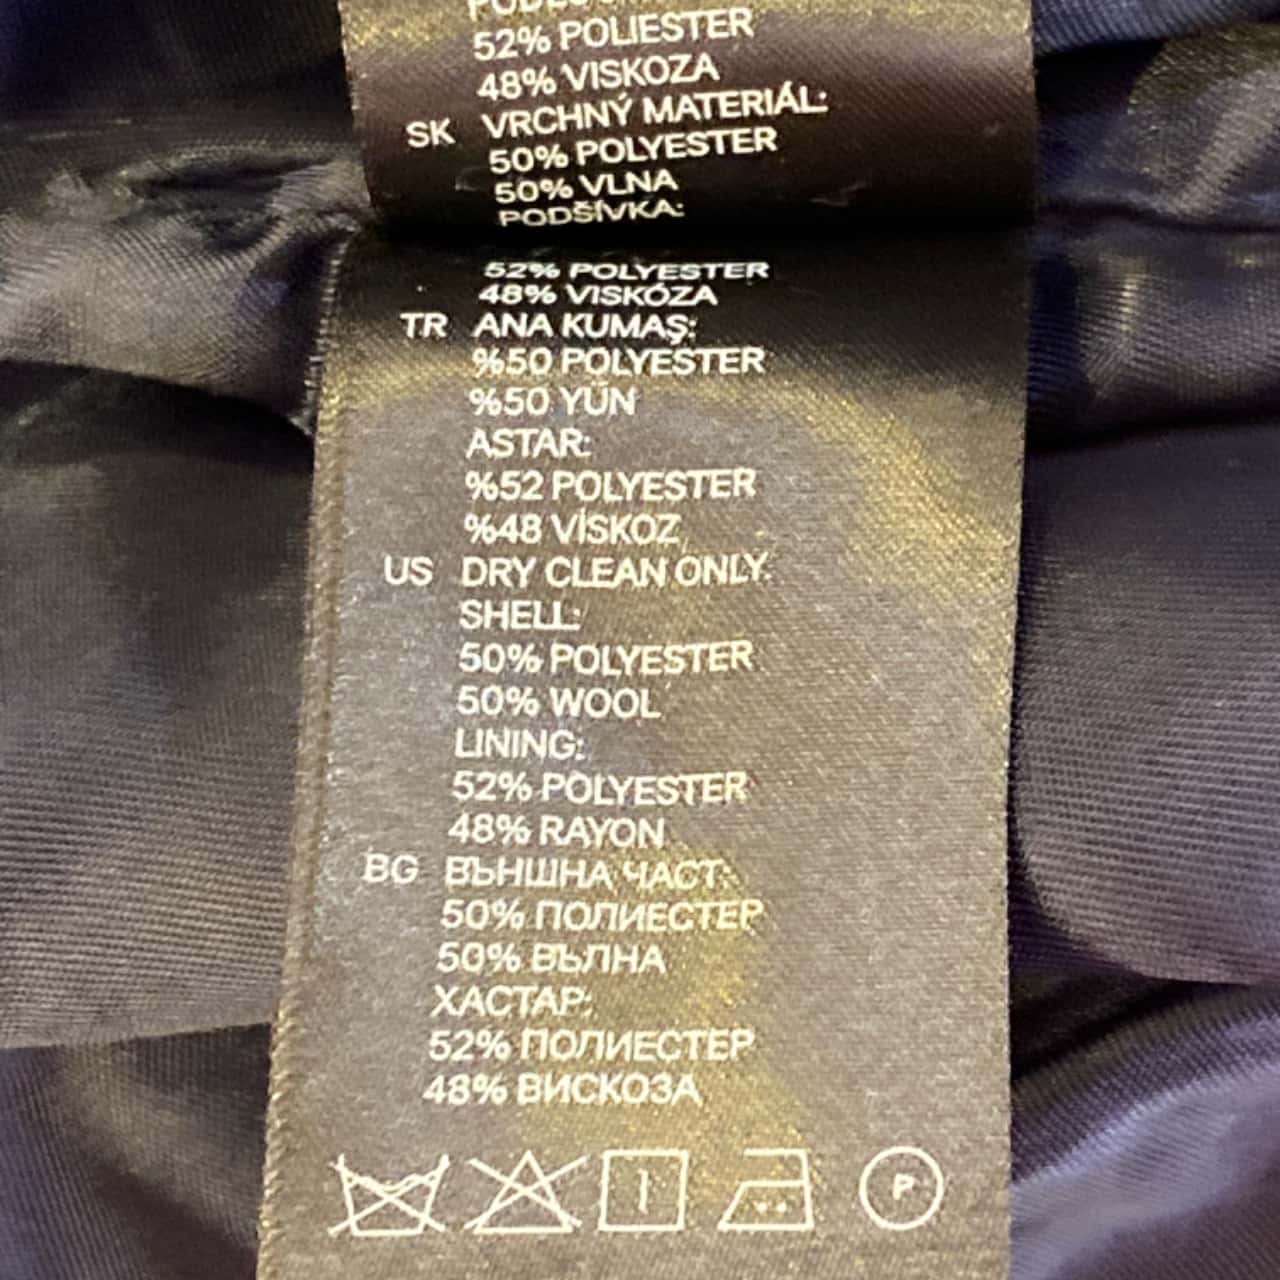 52% POLIESTER
48% VISKOZA
SK VRCHNÝ MATERIÁL:
50% POLYESTER
50% VLNA
PODŠÍVKA:
52% POLYESTER
48% VISKÓZA
TR ANA KUMAŞ:
%50 POLYESTER
%50 YÜN
ASTAR:
%52 POLYESTER
%48 VİSKOZ
US DRY CLEAN ONLY.
SHELL:
50% POLYESTER
50% WOOL
LINING:
52% POLYESTER
48% RAYON
BG ВЪНШНА ЧАСТ:
50% ПОЛИЕСТЕР
50% ВЪЛНА
ХАСТАР:
52% ПОЛИЕСТЕР
48% ВИСКОЗА
P